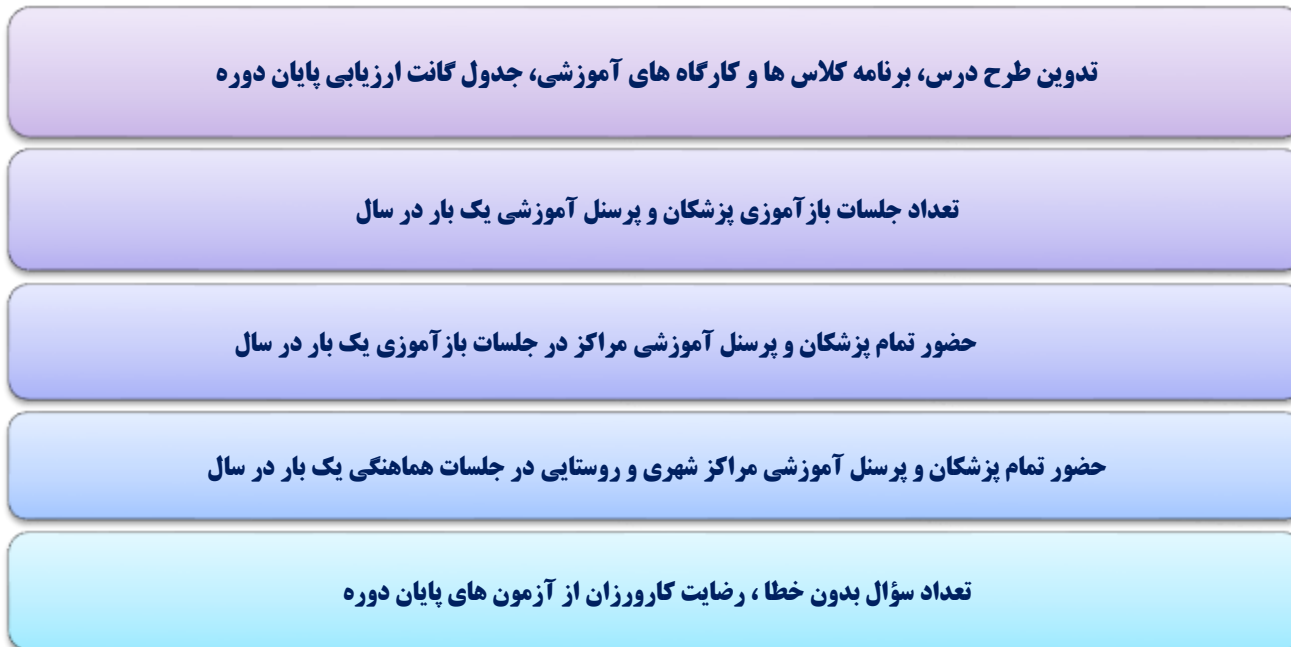 تدوین طرح درس، برنامه کلاس ها و کارگاه های آموزشی، جدول گانت ارزیابی پایان دوره
تعداد جلسات بازآموزی پزشکان و پرسنل آموزشی یک بار در سال
حضور تمام پزشکان و پرسنل آموزشی مراکز در جلسات بازآموزی یک بار در سال
حضور تمام پزشکان و پرسنل آموزشی مراکز شهری و روستایی در جلسات هماهنگی یک بار در سال
تعداد سؤال بدون خطا ، رضایت کارورزان از آزمون های پایان دوره